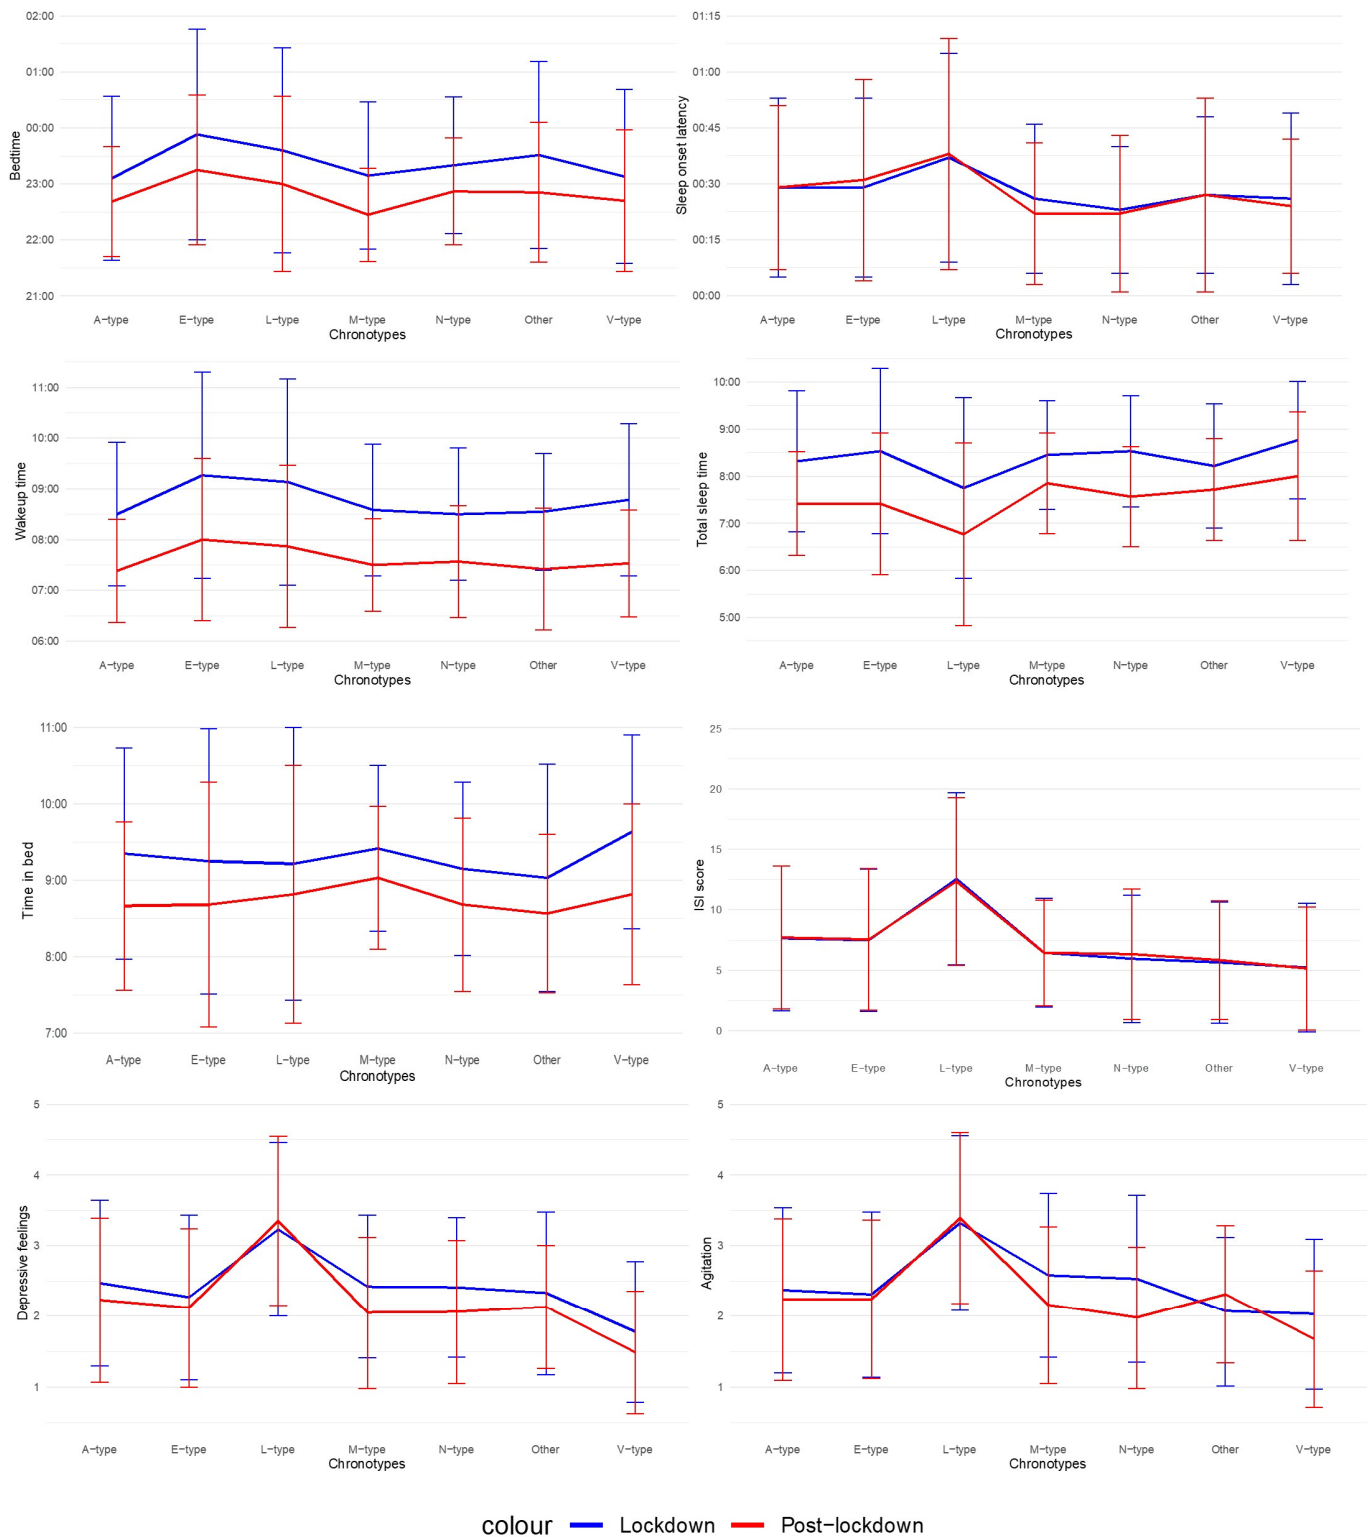 02:00
01:00
00:00
23:00
22:00
21:00
Bedtime
A-type E-type L-type M-type N-type Other V-type
Chronotypes
01:15
01:00
00:45
00:30
00:15
00:00
Sleep onset latency
A-type E-type L-type M-type N-type Other V-type
Chronotypes
11:00
10:00
09:00
08:00
07:00
06:00
Wakeup time
A-type E-type L-type M-type N-type Other V-type
Chronotypes
10:00
9:00
8:00
7:00
6:00
5:00
Total sleep time
A-type E-type L-type M-type N-type Other V-type
Chronotypes
11:00
10:00
9:00
8:00
7:00
Time in bed
A-type E-type L-type M-type N-type Other V-type
Chronotypes
25
20
15
10
5
0
ISI score
A-type E-type L-type M-type N-type Other V-type
Chronotypes
5
4
3
2
1
Depressive feelings
A-type E-type L-type M-type N-type Other V-type
Chronotypes
5
4
3
2
1
Agitation
A-type E-type L-type M-type N-type Other V-type
Chronotypes
colour Lockdown Post-lockdown